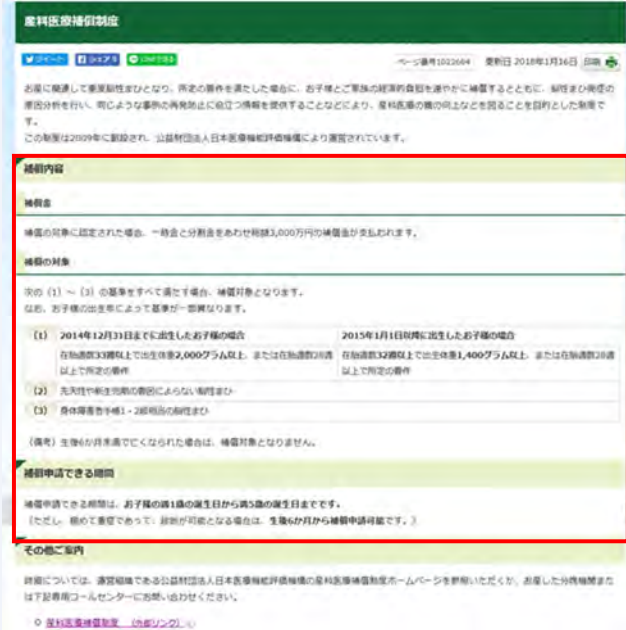 産科医療補償制度
ツイート シェアする LINEで送る
ページ番号1022684 更新日 2018年1月16日 印刷
お産に関連して重度脳性まひとなり、所定の要件を満たした場合に、お子様とご家族の経済的負担を速やかに補償するとともに、脳性まひ発症の
原因分析を行い、同じような事例の再発防止に役立つ情報を提供することなどにより、産科医療の質の向上などを図ることを目的とした制度で
す。
この制度は2009年に創設され、公益財団法人日本医療機能評価機構により運営されています。
補償内容
補償金
補償の対象に認定された場合、一時金と分割金をあわせ総額3,000万円の補償金が支払われます。
補償の対象
次の(1)～(3)の基準をすべて満たす場合、補償対象となります。
なお、お子様の出生年によって基準が一部異なります。
(1) 2014年12月31日までに出生したお子様の場合 2015年1月1日以降に出生したお子様の場合
在胎週数33週以上で出生体重2,000グラム以上、または在胎週数28週 在胎週数32週以上で出生体重1,400グラム以上、または在胎週数28週
以上で所定の要件 以上で所定の要件
(2) 先天性や新生児期の要因によらない脳性まひ
(3) 身体障害者手帳1・2級相当の脳性まひ
(備考)生後6か月未満で亡くなられた場合は、補償対象となりません。
補償申請できる期間
補償申請できる期間は、お子様の満1歳の誕生日から満5歳の誕生日までです。
(ただし、極めて重症であって、診断が可能となる場合は、生後6か月から補償申請可能です。)
その他ご案内
詳細については、運営組織である公益財団法人日本医療機能評価機構の産科医療補償制度ホームページを参照いただくか、お産した分娩機関また
は下記専用コールセンターにお問い合わせください。
産科医療補償制度 (外部リンク)